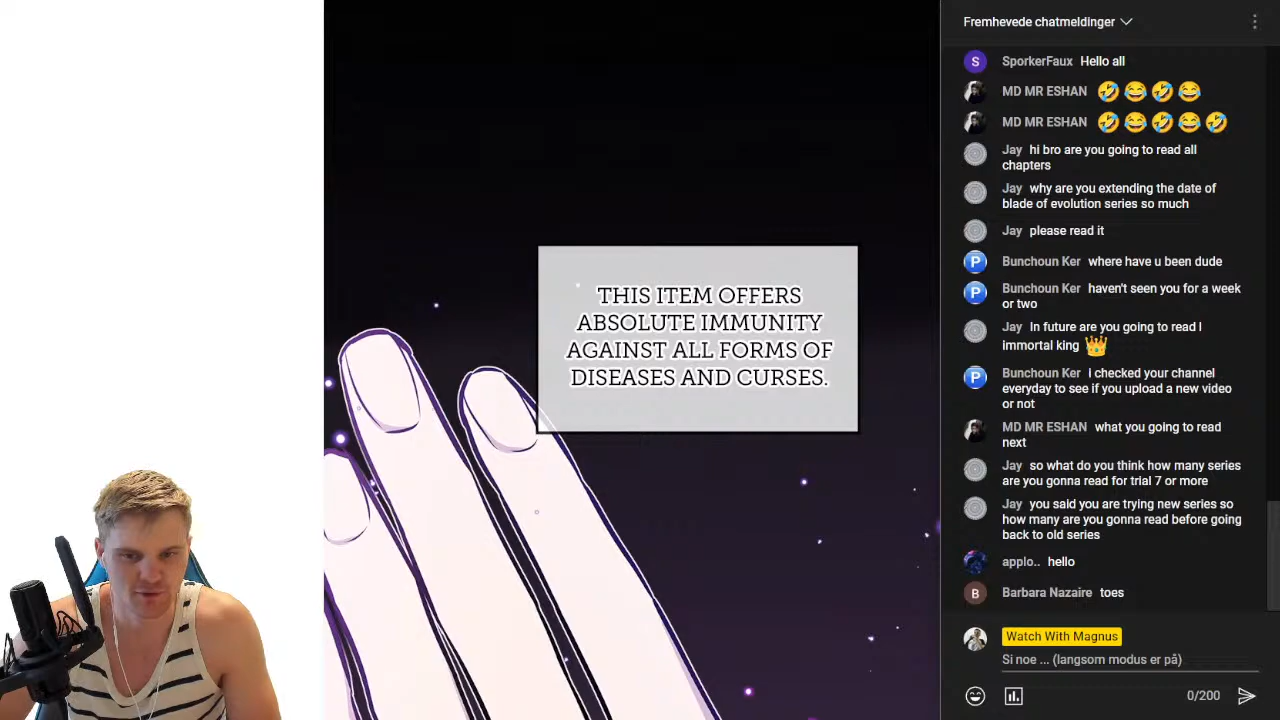 THIS ITEM OFFERS
ABSOLUTE IMMUNITY
AGAINST ALL FORMS OF
DISEASES AND CURSES.
Fremhevede chatmeldinger
S SporkerFaux Hello all
MD MR ESHAN 🤣😂🤣😂
MD MR ESHAN 🤣😂🤣😂🤣
Jay hi bro are you going to read all
chapters
Jay why are you extending the date of
blade of evolution series so much
Jay please read it
P Bunchoun Ker where have u been dude
P Bunchoun Ker haven't seen you for a week
or two
Jay In future are you going to read I
immortal king 👑
P Bunchoun Ker I checked your channel
everyday to see if you upload a new video
or not
MD MR ESHAN what you going to read
next
Jay so what do you think how many series
are you gonna read for trial 7 or more
Jay you said you are trying new series so
how many are you gonna read before going
back to old series
applo.. hello
B Barbara Nazaire toes
Watch With Magnus
Si noe ... (langsom modus er på)
0/200